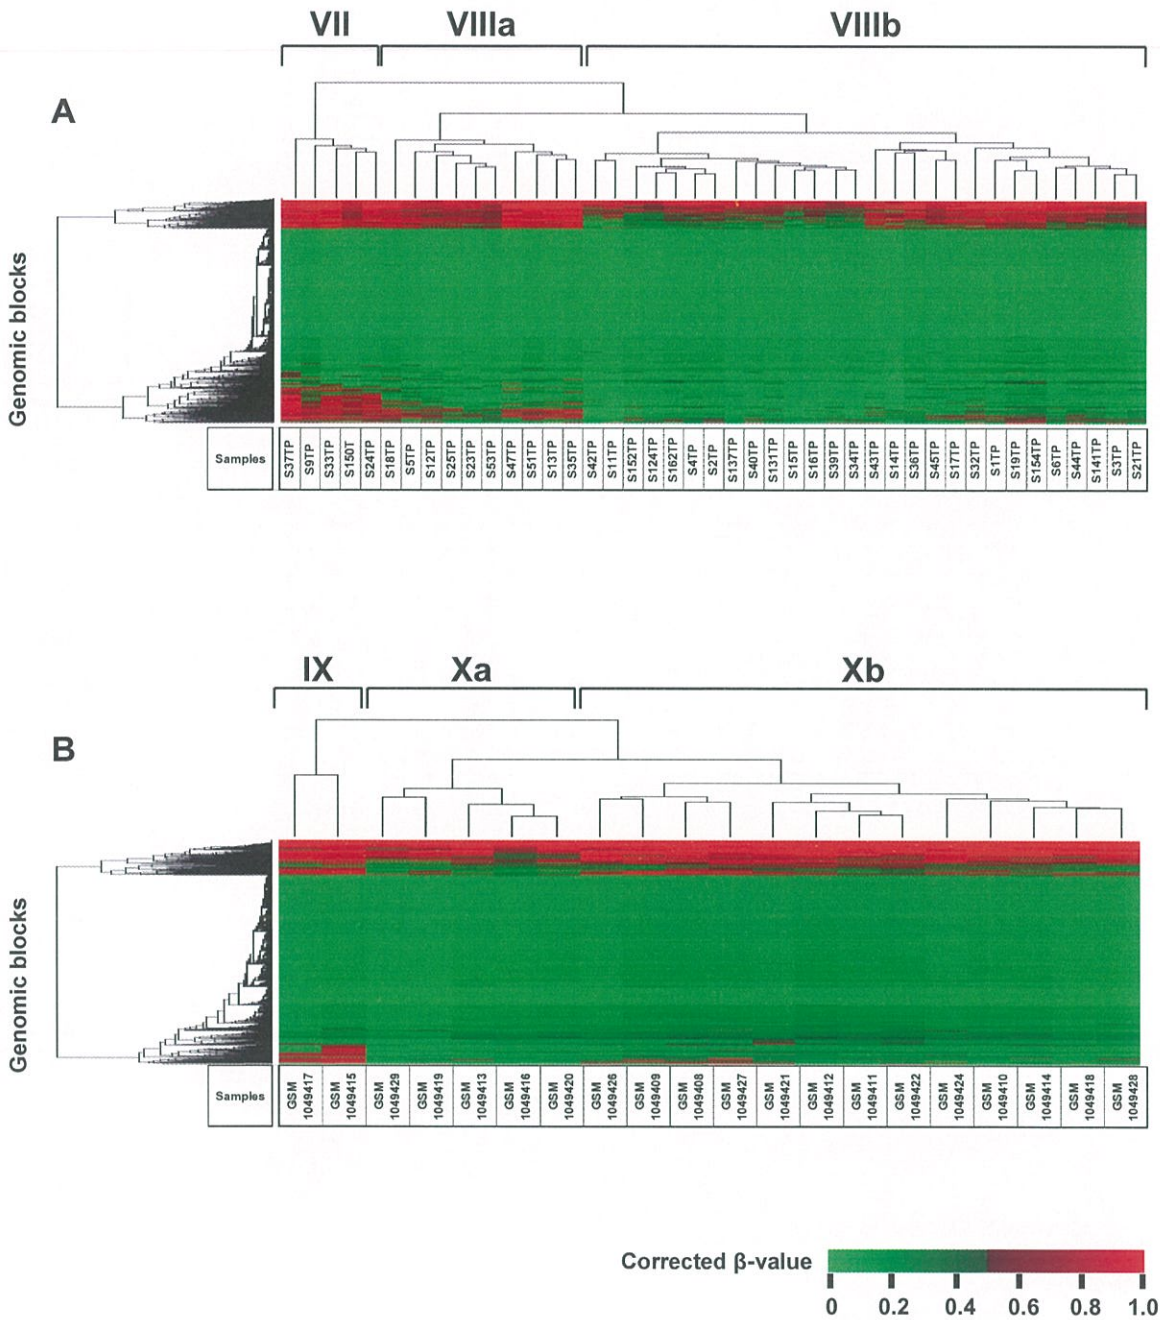 VII VIIIa VIIIb
A
Genomic blocks
Samples S37TP S9TP S33TP S150T S24TP S18TP S5TP S12TP S25TP S23TP S53TP S47TP S51TP S13TP S35TP S42TP S11TP S152TP S124TP S162TP S4TP S2TP S137TP S40TP S131TP S15TP S16TP S39TP S34TP S43TP S14TP S36TP S45TP S17TP S32TP S1TP S19TP S154TP S6TP S44TP S141TP S3TP S21TP
IX Xa Xb
B
Genomic blocks
Samples
GSM 1049417
GSM 1049415
GSM 1049429
GSM 1049419
GSM 1049413
GSM 1049416
GSM 1049420
GSM 1049426
GSM 1049409
GSM 1049408
GSM 1049427
GSM 1049421
GSM 1049412
GSM 1049411
GSM 1049422
GSM 1049424
GSM 1049410
GSM 1049414
GSM 1049418
GSM 1049428
Corrected β-value
0 0.2 0.4 0.6 0.8 1.0